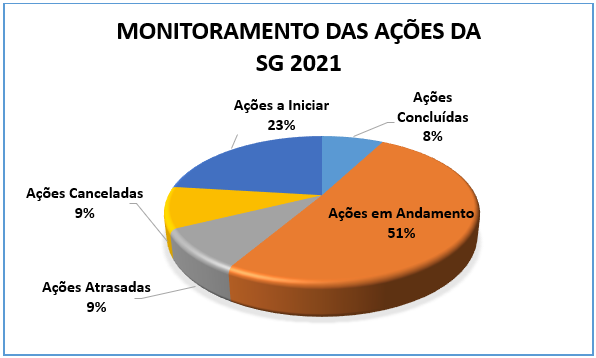 MONITORAMENTO DAS AÇÕES DA
SG 2021
Ações a Iniciar
23%
Ações
Concluídas
8%
Ações Canceladas
9%
Ações em Andamento
51%
Ações Atrasadas
9%